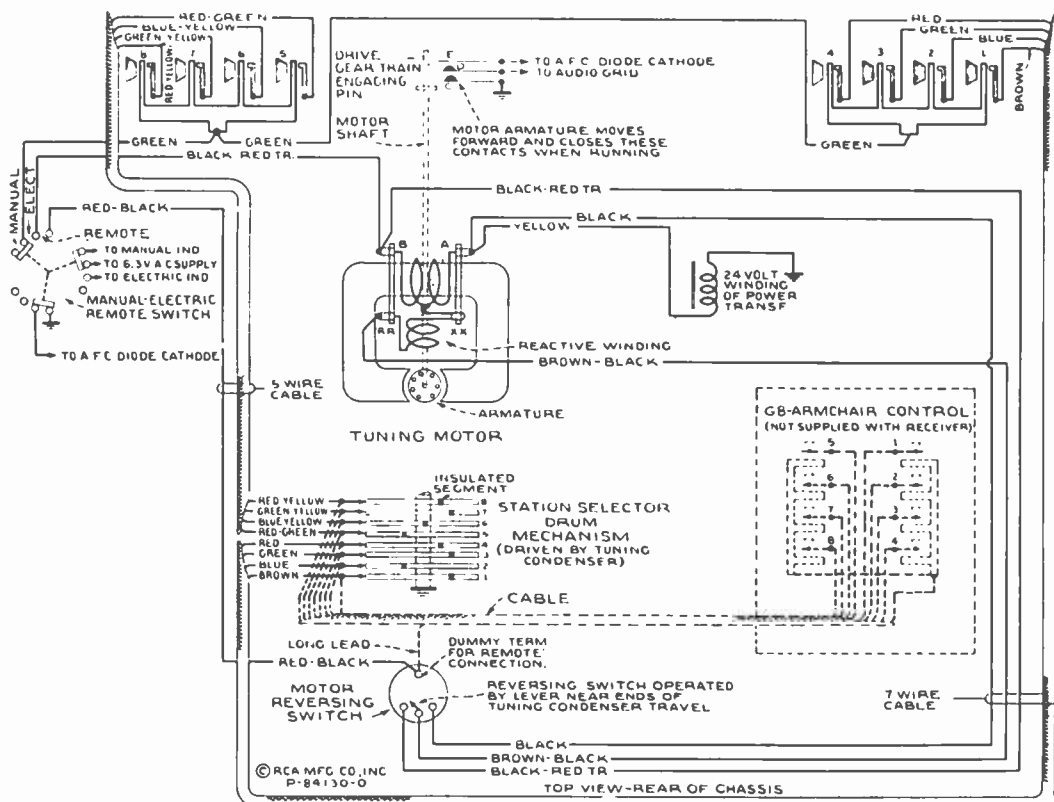 RED-GREEN
BLUE-YELLOW
GREEN YELLOW
RED YELLOW
8 7 6 5
DRIVE
GEAR TRAIN
ENGAGING
PIN
F
TO A F C DIODE CATHODE
TO AUDIO GRID
RED
GREEN
BLUE
4 3 2 1
BROWN
MOTOR
SHAFT
MOTOR ARMATURE MOVES
FORWARD AND CLOSES THESE
CONTACTS WHEN RUNNING
GREEN
GREEN
GREEN
BLACK RED TR.
BLACK-RED TR
MANUAL
ELECT
RED-BLACK
REMOTE
TO MANUAL IND
TO 6.3 V A C SUPPLY
TO ELECTRIC IND
MANUAL-ELECTRIC
REMOTE SWITCH
TO A F C DIODE CATHODE
BLACK
YELLOW
B A
24 VOLT
WINDING
OF POWER
TRANSF
RR XX
REACTIVE WINDING
BROWN-BLACK
5 WIRE
CABLE
ARMATURE
TUNING MOTOR
G8-ARMCHAIR CONTROL
(NOT SUPPLIED WITH RECEIVER)
5 1
6 2
7 3
8 4
INSULATED
SEGMENT
RED YELLOW
GREEN YELLOW
BLUE YELLOW
RED-GREEN
RED
GREEN
BLUE
BROWN
8
7
6
5
4
3
2
1
STATION SELECTOR
DRUM
MECHANISM
(DRIVEN BY TUNING
CONDENSER)
CABLE
LONG LEAD
DUMMY TERM
FOR REMOTE
CONNECTION.
RED-BLACK
MOTOR
REVERSING
SWITCH
REVERSING SWITCH OPERATED
BY LEVER NEAR ENDS OF
TUNING CONDENSER TRAVEL
7 WIRE
CABLE
BLACK
BROWN-BLACK
BLACK-RED TR
© RCA MFG CO, INC
P-84130-0
TOP VIEW-REAR OF CHASSIS